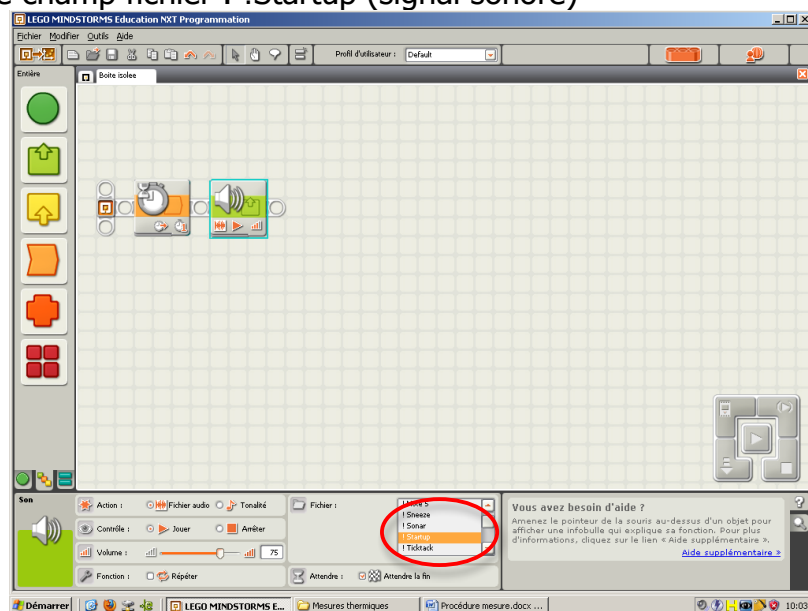 e champ fichier : !Startup (signal sonore)
LEGO MINDSTORMS Education NXT Programmation
Fichier Modifier Outils Aide
Profil d'utilisateur : Default
Entière
Boite isolee
Son
Action : Fichier audio Tonalité
Contrôle : Jouer Arrêter
Volume : 75
Fonction : Répéter
Fichier :
! Sneeze
! Sonar
! Startup
! Ticktack
Attendre : Attendre la fin
Vous avez besoin d'aide ?
Amenez le pointeur de la souris au-dessus d'un objet pour
afficher une infobulle qui explique sa fonction. Pour plus
d'informations, cliquez sur le lien « Aide supplémentaire ».
Aide supplémentaire »
?
Démarrer
LEGO MINDSTORMS E...
Mesures thermiques
Procédure mesure.docx ...
10:03